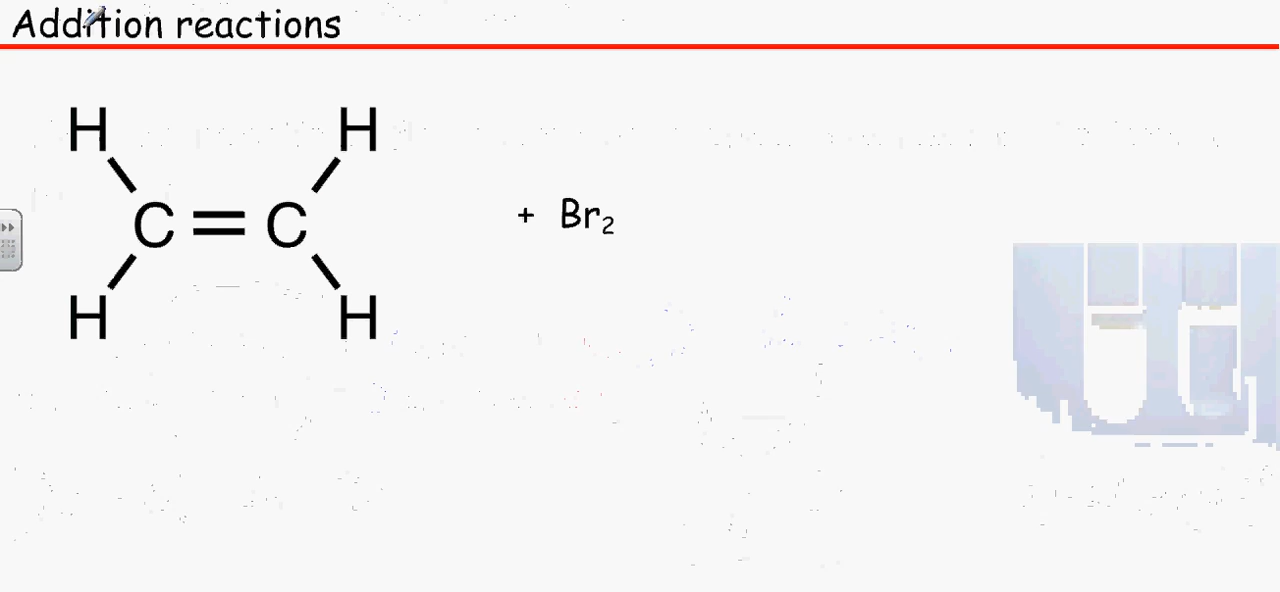 Addition reactions
H H
C = C + Br₂
H H